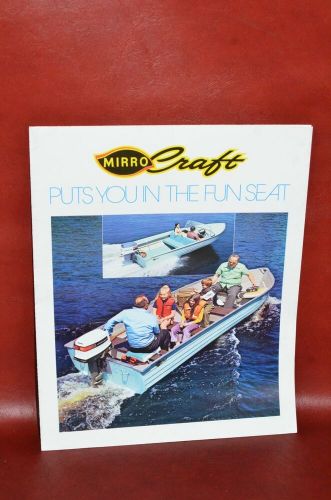 MIRRO Craft
PUTS YOU IN THE FUN SEAT